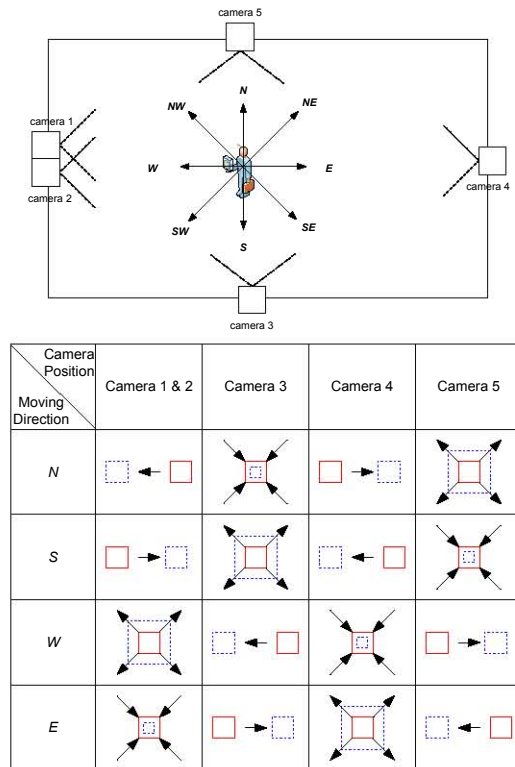 camera 5
N
NW
NE
camera 1
W
E
camera 2
camera 4
SW
SE
S
camera 3
Camera Position
Moving Direction
Camera 1 & 2
Camera 3
Camera 4
Camera 5
N
S
W
E